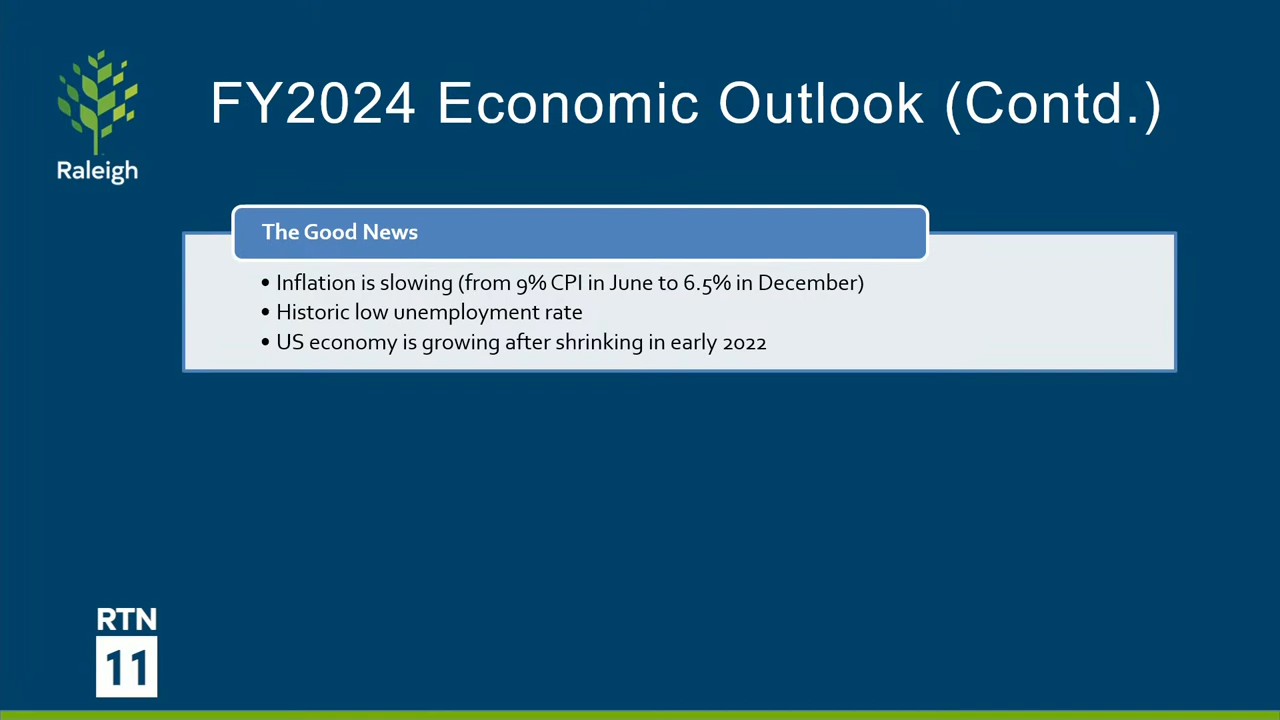 FY2024 Economic Outlook (Contd.)
Raleigh
The Good News
• Inflation is slowing (from 9% CPI in June to 6.5% in December)
• Historic low unemployment rate
• US economy is growing after shrinking in early 2022
RTN
11